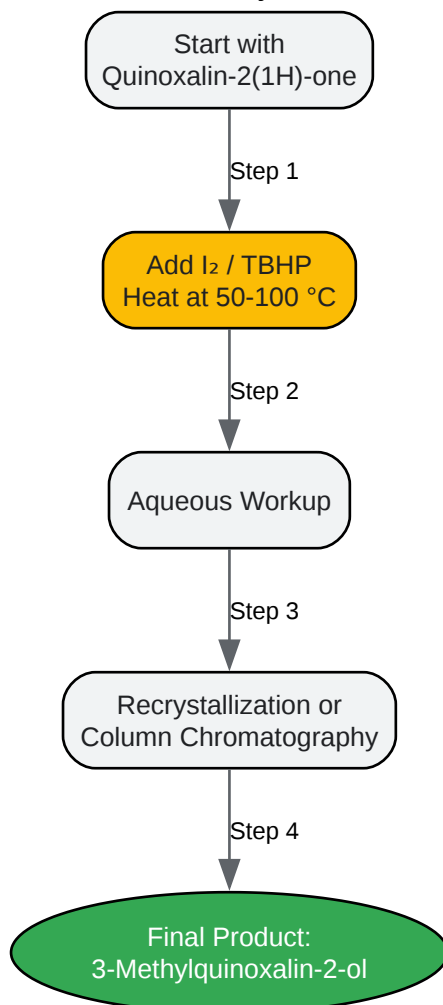 Start with
Quinoxalin-2(1H)-one
Step 1
Add I₂ / TBHP
Heat at 50-100 °C
Step 2
Aqueous Workup
Step 3
Recrystallization or
Column Chromatography
Step 4
Final Product:
3-Methylquinoxalin-2-ol